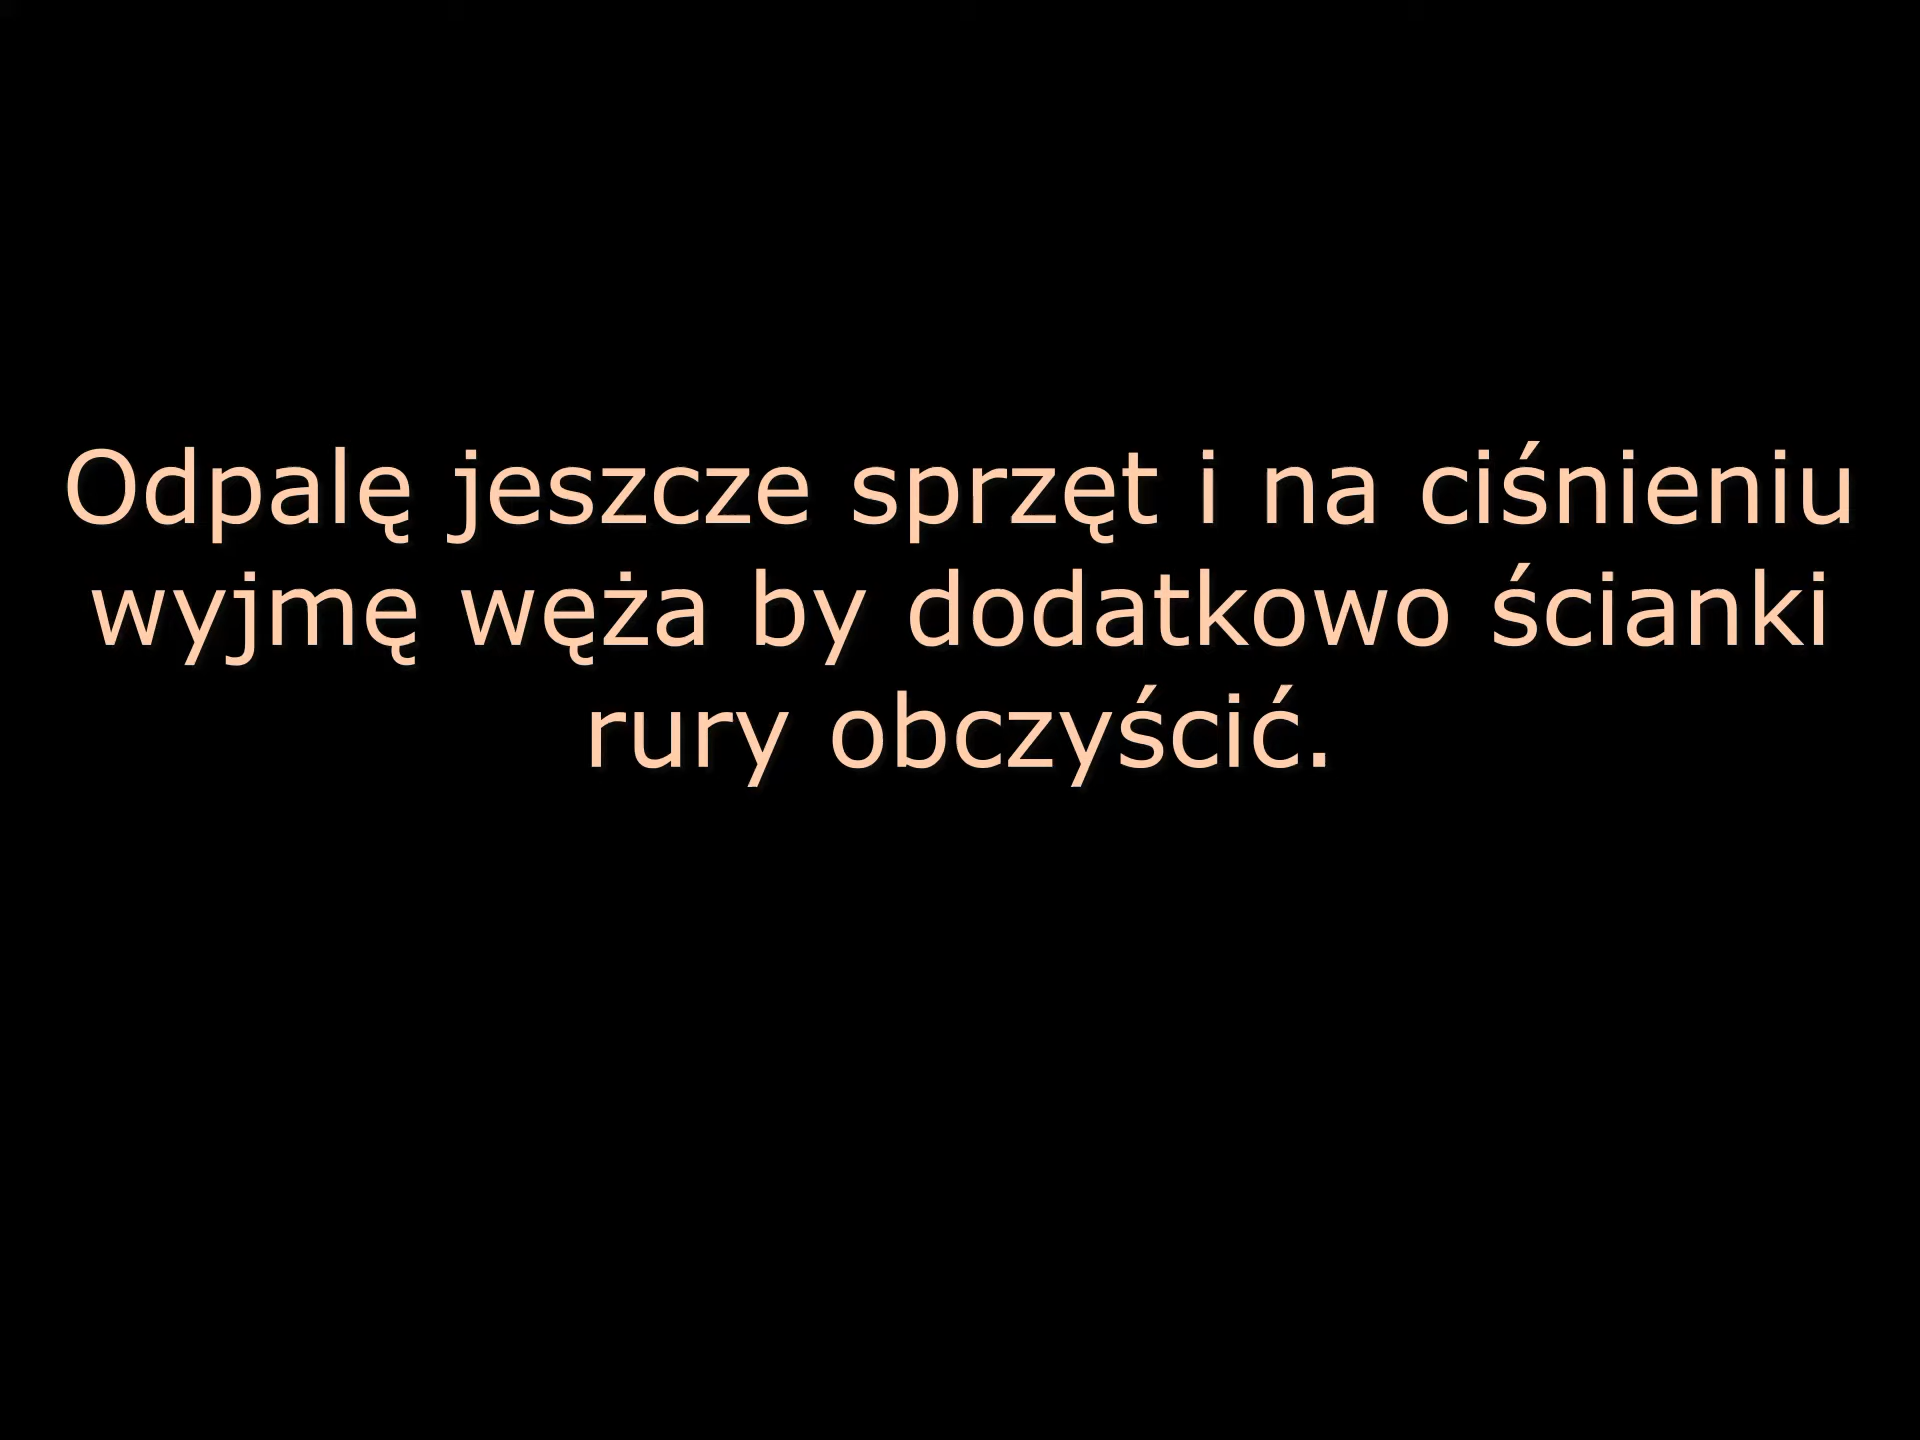 Odpalę jeszcze sprzęt i na ciśnieniu
wyjmę węża by dodatkowo ścianki
rury obczyścić.